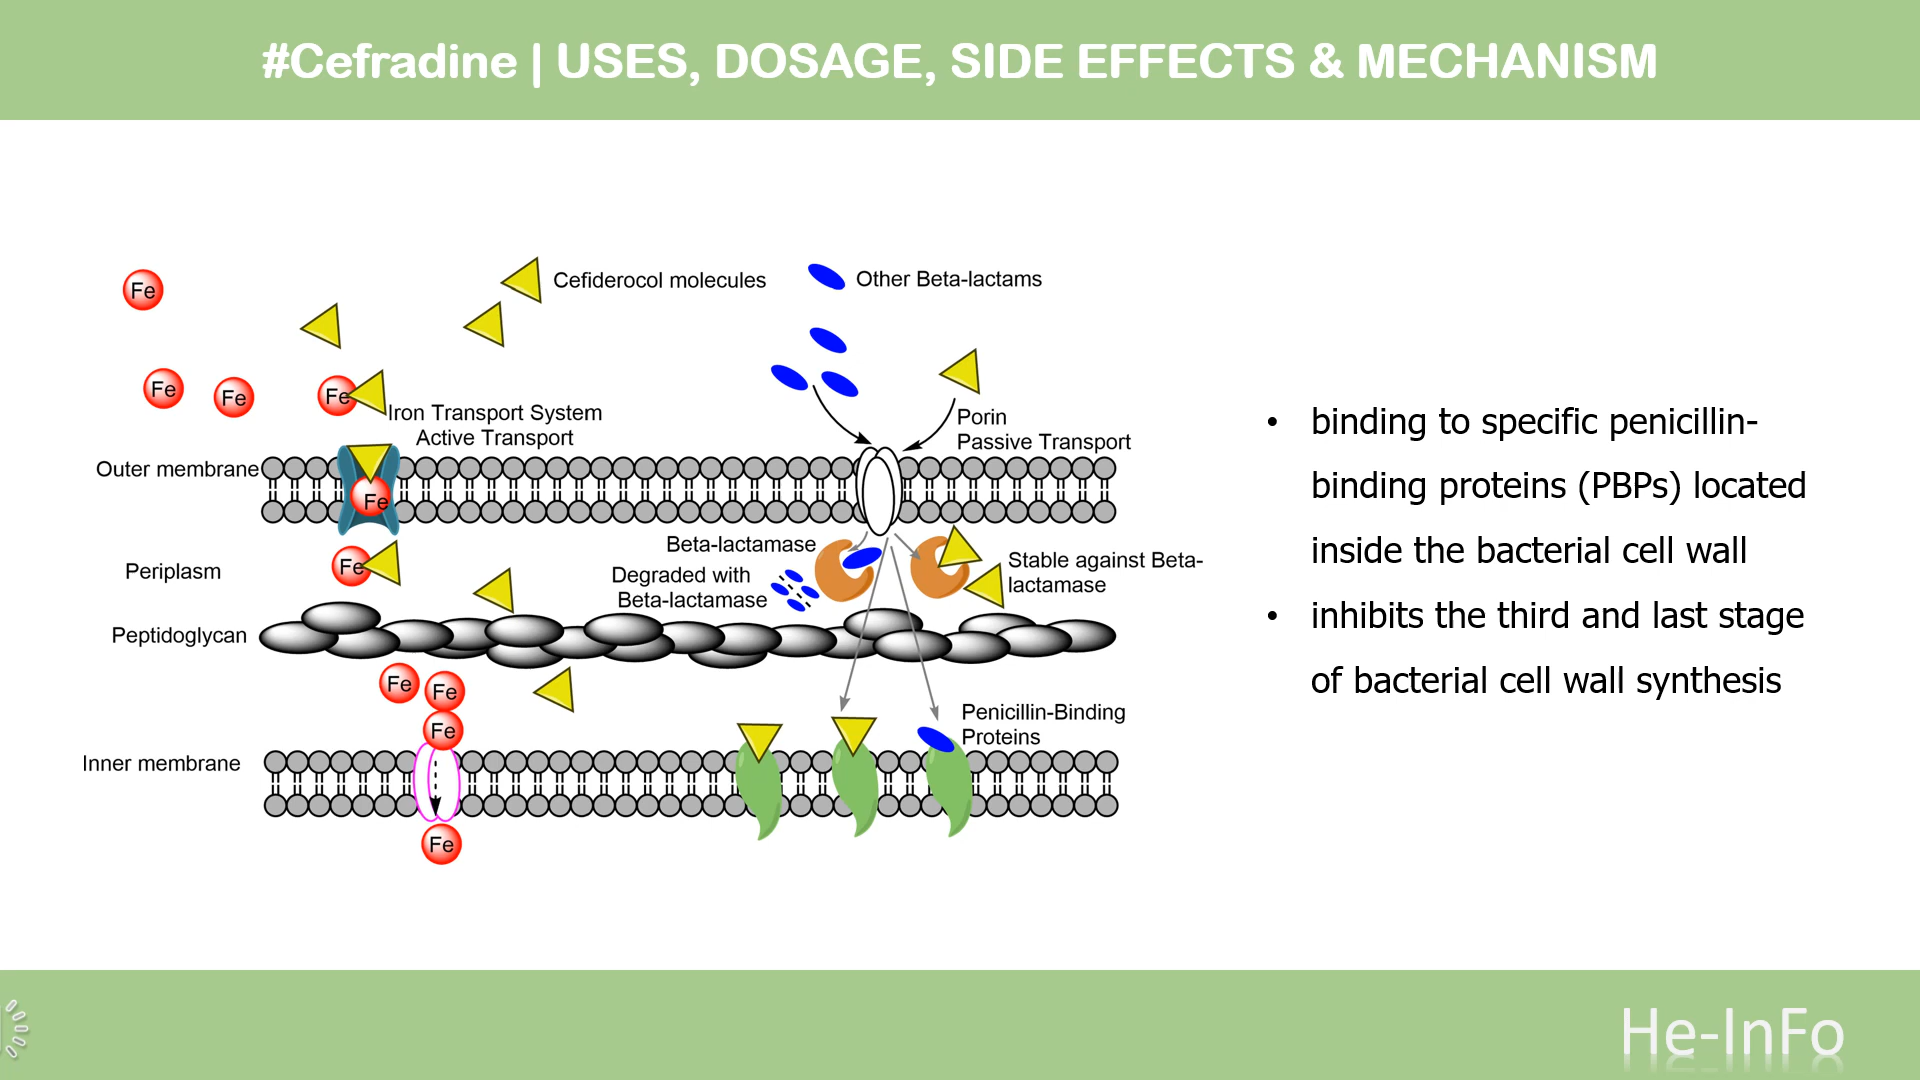 #Cefradine | USES, DOSAGE, SIDE EFFECTS & MECHANISM
Fe
Cefiderocol molecules
Other Beta-lactams
Fe
Fe
Fe
Iron Transport System
Active Transport
Porin
Passive Transport
Outer membrane
Fe
Beta-lactamase
Degraded with
Beta-lactamase
Stable against Beta-
lactamase
Periplasm
Fe
Peptidoglycan
Fe
Fe
Fe
Penicillin-Binding
Proteins
Inner membrane
Fe
• binding to specific penicillin-
binding proteins (PBPs) located
inside the bacterial cell wall
• inhibits the third and last stage
of bacterial cell wall synthesis
He-InFo